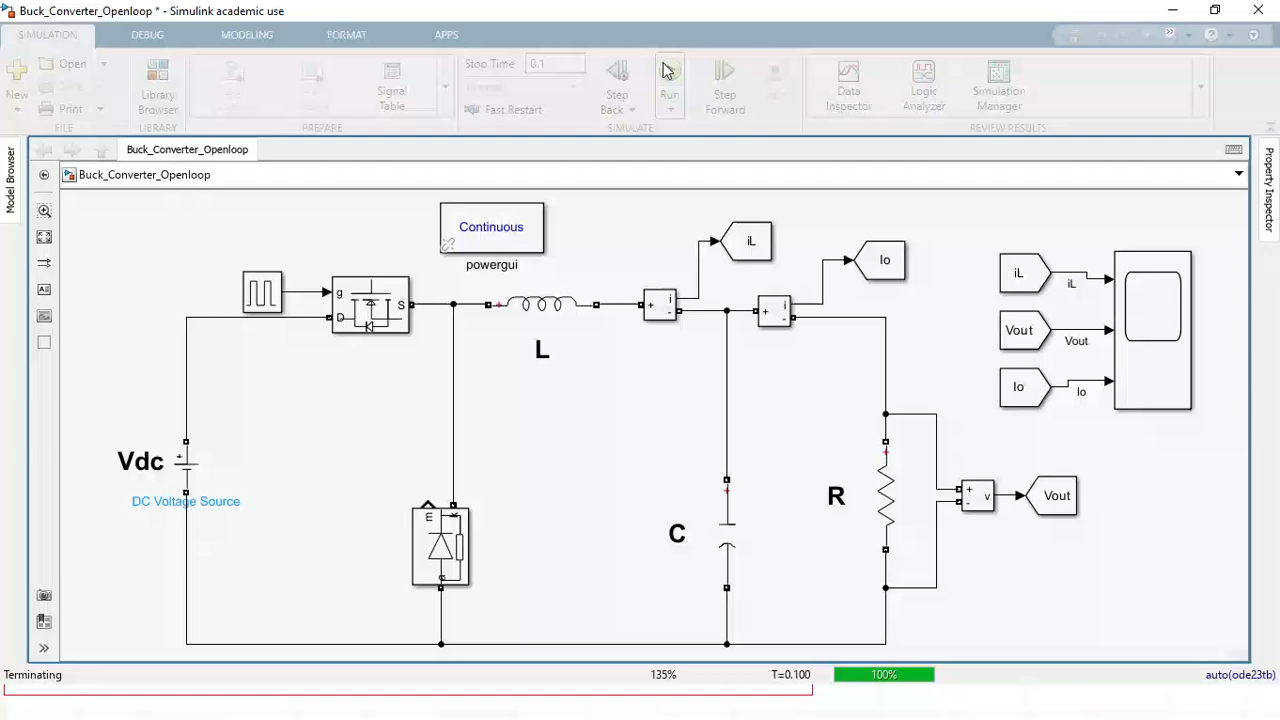 Buck_Converter_Openloop * - Simulink academic use
SIMULATION DEBUG MODELING FORMAT APPS
New
Open
Print
FILE
Library Browser
LIBRARY
Signal Table
PREPARE
Stop Time 0.1
Fast Restart
Step Back
Run
Step Forward
SIMULATE
Data Inspector
Logic Analyzer
Simulation Manager
REVIEW RESULTS
Model Browser
Property Inspector
Buck_Converter_Openloop
Buck_Converter_Openloop
Continuous
powergui
iL
Io
g
D
S
+
i
-
+
i
-
L
iL
iL
Vout
Vout
Io
Io
Vdc
+
DC Voltage Source
m
k
a
C
R
+
-
v
Vout
Terminating 135% T=0.100 100% auto(ode23tb)